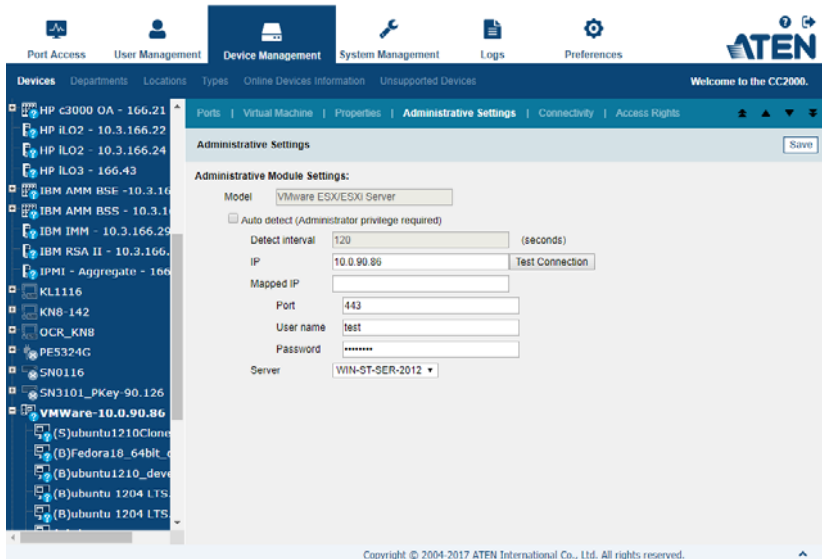 Port Access User Management Device Management System Management Logs Preferences ATEN
Devices Departments Locations Types Online Devices Information Unsupported Devices Welcome to the CC2000.
HP c3000 OA - 166.21
HP iLO2 - 10.3.166.22
HP iLO2 - 10.3.166.24
HP iLO3 - 166.43
IBM AMM BSE -10.3.16
IBM AMM BSS - 10.3.1
IBM IMM - 10.3.166.29
IBM RSA II - 10.3.166.
IPMI - Aggregate - 166
KL1116
KN8-142
OCR_KN8
PE5324G
SN0116
SN3101_PKey-90.126
VMWare-10.0.90.86
(S)ubuntu1210Clone
(B)Fedora18_64bit_
(B)ubuntu1210_deve
(B)ubuntu 1204 LTS.
(B)ubuntu 1204 LTS.
Ports | Virtual Machine | Properties | Administrative Settings | Connectivity | Access Rights
Administrative Settings Save
Administrative Module Settings:
Model VMware ESX/ESXi Server
Auto detect (Administrator privilege required)
Detect interval 120 (seconds)
IP 10.0.90.86 Test Connection
Mapped IP
Port 443
User name test
Password ••••••••
Server WIN-ST-SER-2012
Copyright © 2004-2017 ATEN International Co., Ltd. All rights reserved.